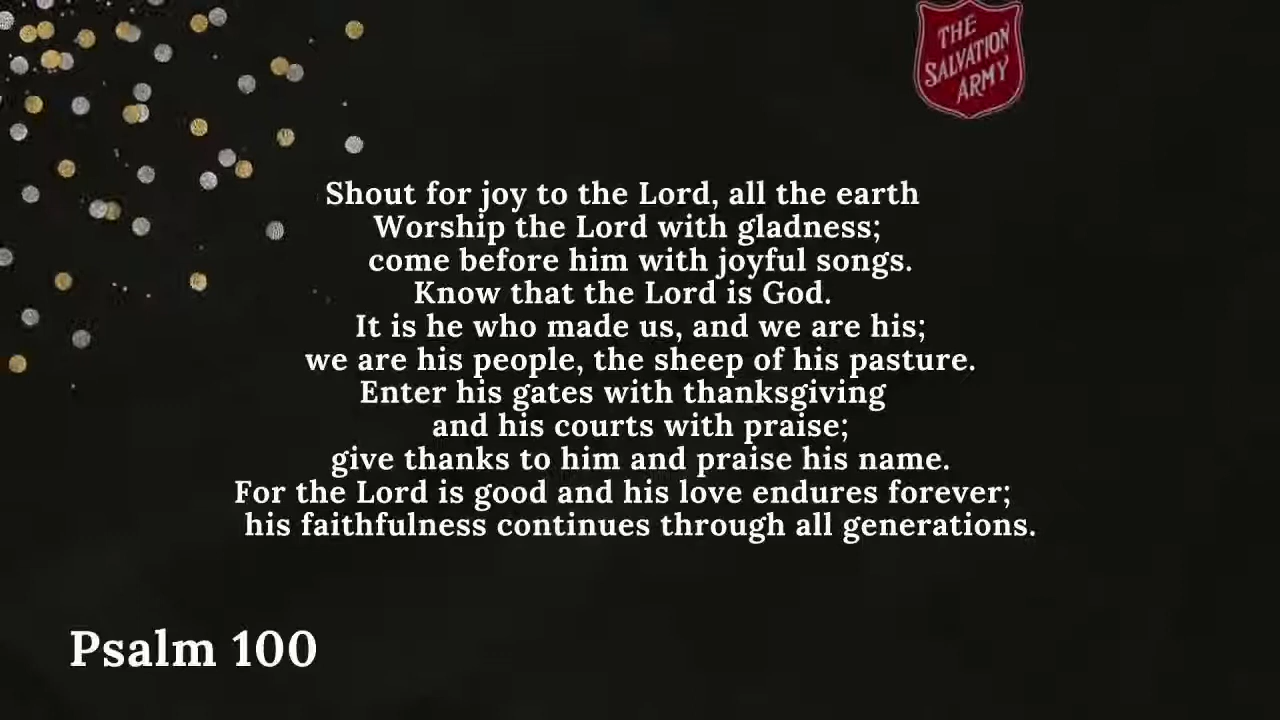 THE
SALVATION
ARMY
Shout for joy to the Lord, all the earth
Worship the Lord with gladness;
come before him with joyful songs.
Know that the Lord is God.
It is he who made us, and we are his;
we are his people, the sheep of his pasture.
Enter his gates with thanksgiving
and his courts with praise;
give thanks to him and praise his name.
For the Lord is good and his love endures forever;
his faithfulness continues through all generations.
Psalm 100